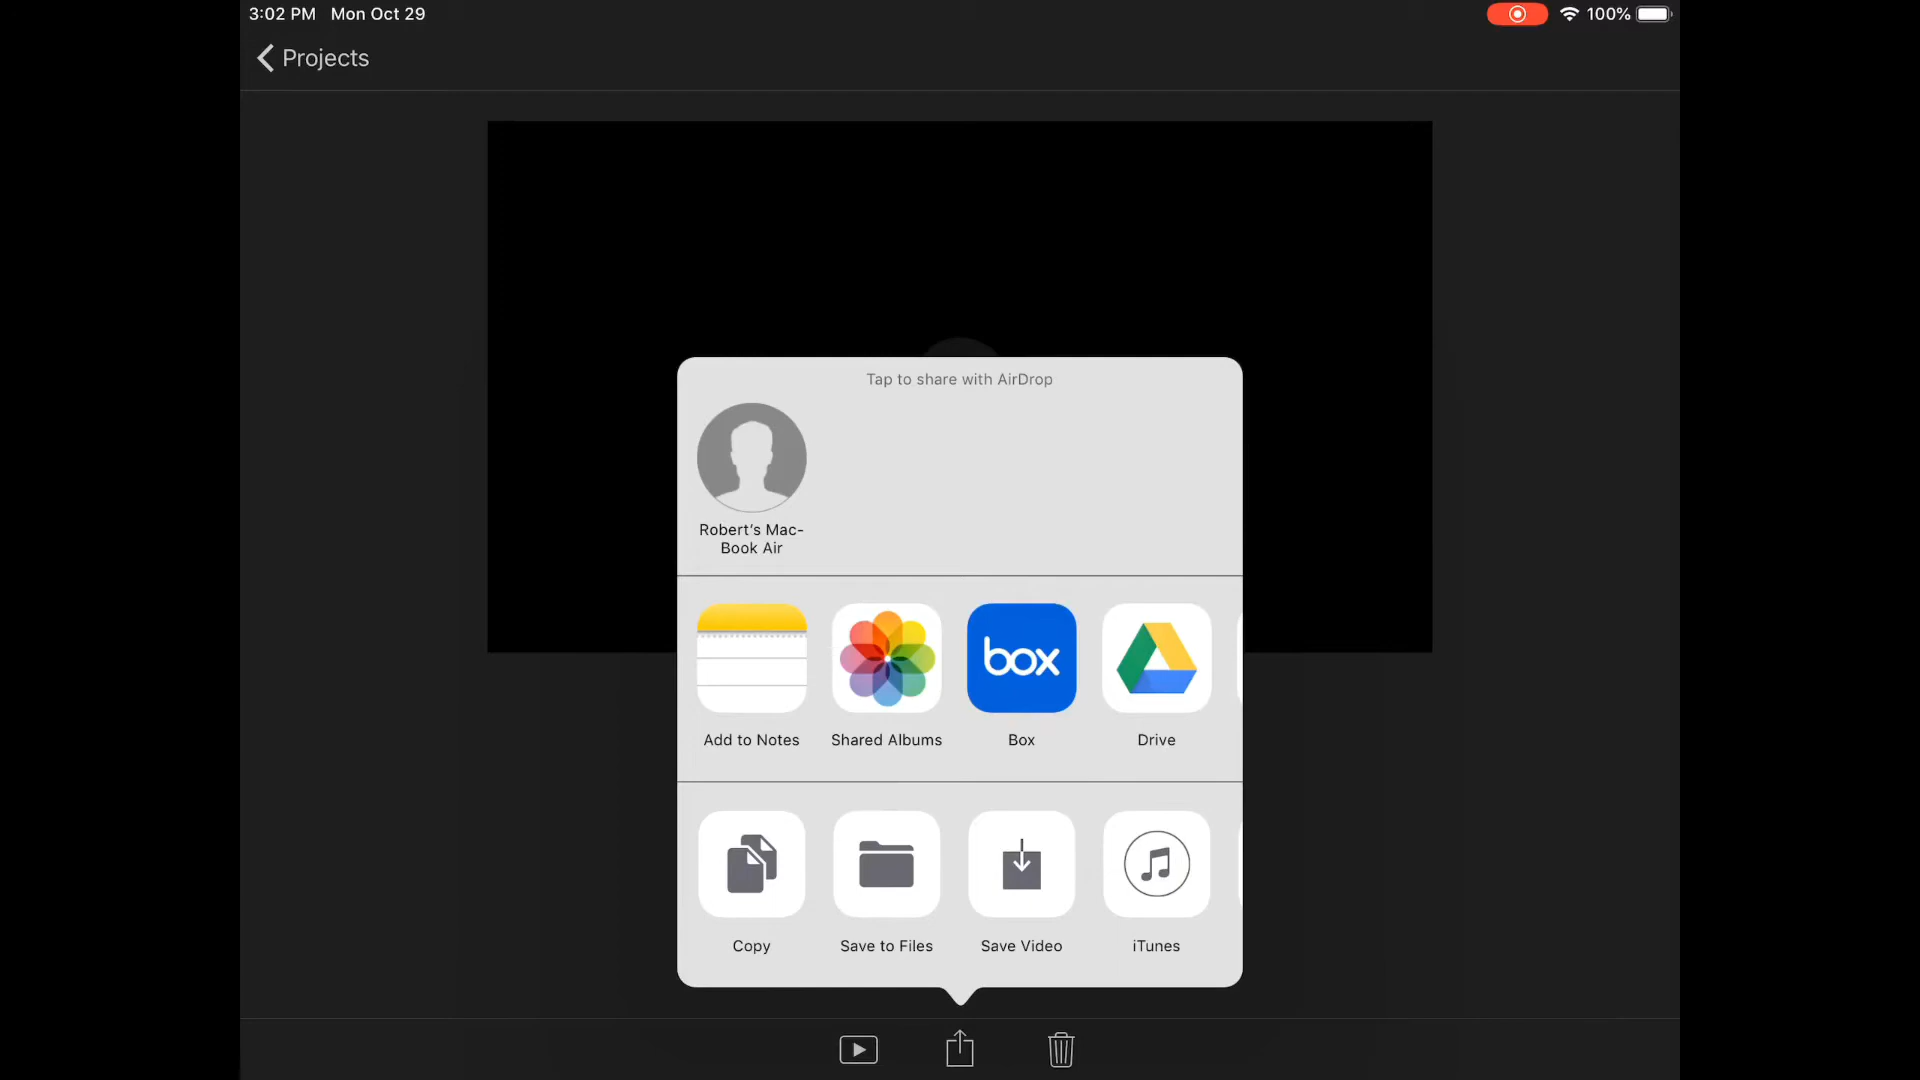 3:02 PM Mon Oct 29
100%
Projects
Tap to share with AirDrop
Robert's Mac-
Book Air
box
Add to Notes
Shared Albums
Box
Drive
Copy
Save to Files
Save Video
iTunes